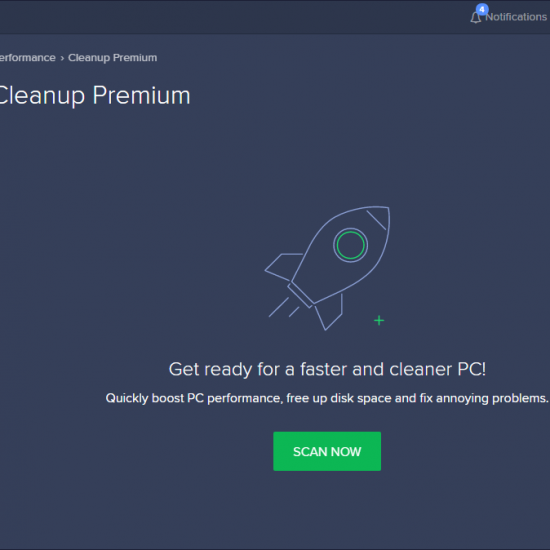 4
Notifications
erformance › Cleanup Premium
Cleanup Premium
Get ready for a faster and cleaner PC!
Quickly boost PC performance, free up disk space and fix annoying problems.
SCAN NOW